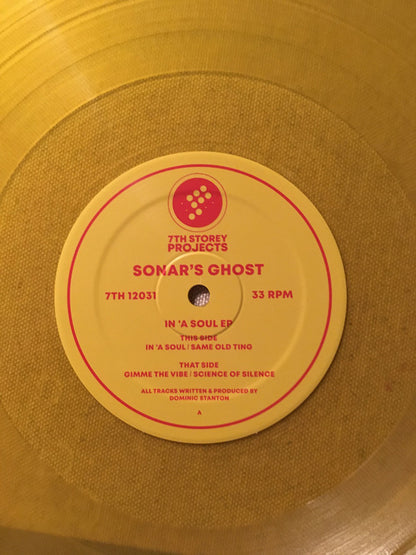 7TH STOREY
PROJECTS
SONAR'S GHOST
7TH 12031 33 RPM
IN 'A SOUL EP
THIS SIDE
IN 'A SOUL / SAME OLD TING
THAT SIDE
GIMME THE VIBE / SCIENCE OF SILENCE
ALL TRACKS WRITTEN & PRODUCED BY
DOMINIC STANTON
A